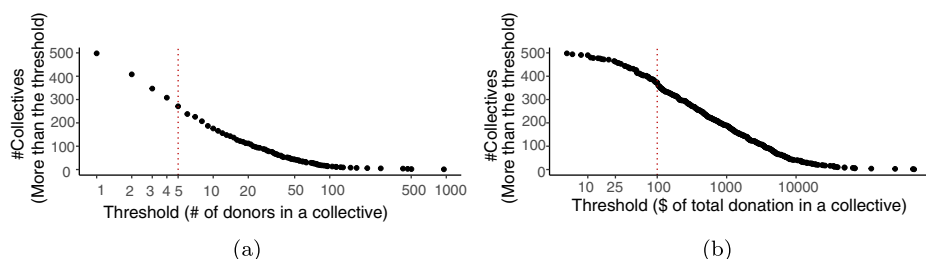 #Collectives
(More than the threshold)
500
400
300
200
100
0
1 2 3 4 5 10 20 50 100 500 1000
Threshold (# of donors in a collective)
(a)
#Collectives
(More than the threshold)
500
400
300
200
100
0
10 25 100 1000 10000
Threshold ($ of total donation in a collective)
(b)